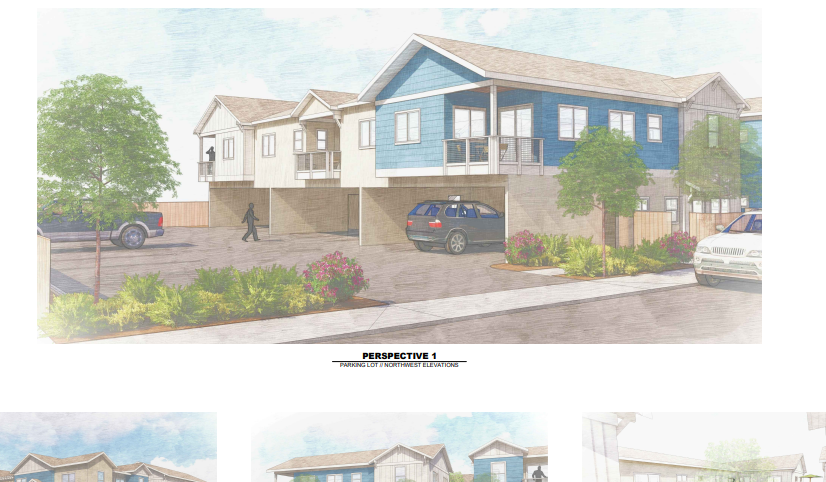 PERSPECTIVE 1
PARKING LOT // NORTHWEST ELEVATIONS